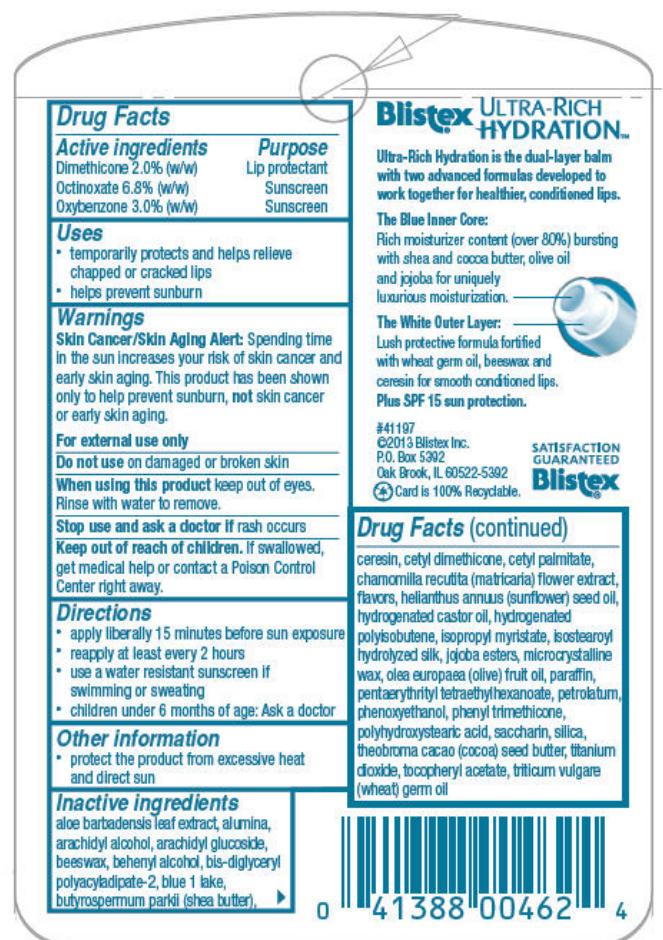 Drug Facts
Active ingredients Purpose
Dimethicone 2.0% (w/w) Lip protectant
Octinoxate 6.8% (w/w) Sunscreen
Oxybenzone 3.0% (w/w) Sunscreen
Uses
• temporarily protects and helps relieve
chapped or cracked lips
• helps prevent sunburn
Warnings
Skin Cancer/Skin Aging Alert: Spending time
in the sun increases your risk of skin cancer and
early skin aging. This product has been shown
only to help prevent sunburn, not skin cancer
or early skin aging.
For external use only
Do not use on damaged or broken skin
When using this product keep out of eyes.
Rinse with water to remove.
Stop use and ask a doctor if rash occurs
Keep out of reach of children. If swallowed,
get medical help or contact a Poison Control
Center right away.
Directions
• apply liberally 15 minutes before sun exposure
• reapply at least every 2 hours
• use a water resistant sunscreen if
swimming or sweating
• children under 6 months of age: Ask a doctor
Other information
• protect the product from excessive heat
and direct sun
Inactive ingredients
aloe barbadensis leaf extract, alumina,
arachidyl alcohol, arachidyl glucoside,
beeswax, behenyl alcohol, bis-diglyceryl
polyacyladipate-2, blue 1 lake,
butyrospermum parkii (shea butter),
Blistex ULTRA-RICH
HYDRATION™
Ultra-Rich Hydration is the dual-layer balm
with two advanced formulas developed to
work together for healthier, conditioned lips.
The Blue Inner Core:
Rich moisturizer content (over 80%) bursting
with shea and cocoa butter, olive oil
and jojoba for uniquely
luxurious moisturization.
The White Outer Layer:
Lush protective formula fortified
with wheat germ oil, beeswax and
ceresin for smooth conditioned lips.
Plus SPF 15 sun protection.
#41197
©2013 Blistex Inc.
P.O. Box 5392
Oak Brook, IL 60522-5392
Card is 100% Recyclable.
SATISFACTION
GUARANTEED
Blistex®
Drug Facts (continued)
ceresin, cetyl dimethicone, cetyl palmitate,
chamomilla recutita (matricaria) flower extract,
flavors, helianthus annuus (sunflower) seed oil,
hydrogenated castor oil, hydrogenated
polyisobutene, isopropyl myristate, isostearoyl
hydrolyzed silk, jojoba esters, microcrystalline
wax, olea europaea (olive) fruit oil, paraffin,
pentaerythrityl tetraethylhexanoate, petrolatum,
phenoxyethanol, phenyl trimethicone,
polyhydroxystearic acid, saccharin, silica,
theobroma cacao (cocoa) seed butter, titanium
dioxide, tocopheryl acetate, triticum vulgare
(wheat) germ oil
0 41388 00462 4